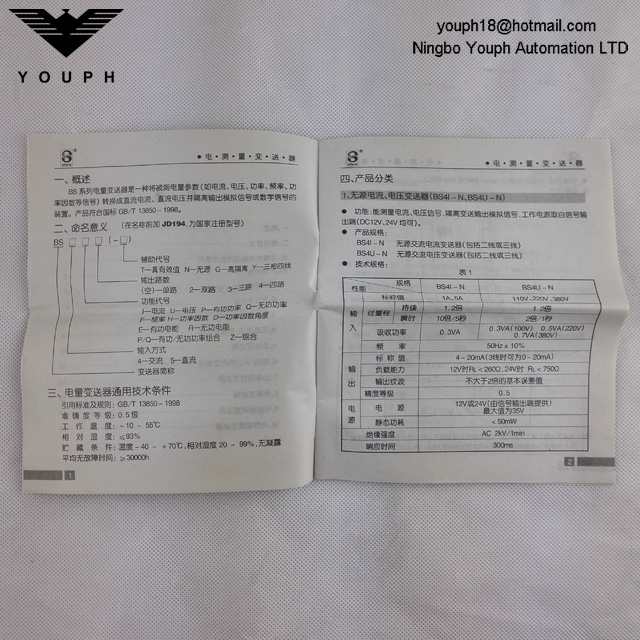 youph18@hotmail.com
Ningbo Youph Automation LTD
YOUPH
●电·测·量·变·送·器
一、概述
BS系列电量变送器是一种将被测电量参数(如电流、电压、功率、频率、功
率因数等信号)转换成直流电流、直流电压并隔离输出模拟信号或数字信号的
装置。产品符合国标 GB/T 13850-1998。
二、命名意义 (在名称前加 JD194,为国家注册型号)
BS □ □ □ (-□)
辅助代号
T—真有效值 N—无源 G—高隔离 Y—三相四线
输出路数
(空)—单路 2—双路 3—三路 4—四路
功能代号
I—电流 U—电压 P—有功功率 Q—无功功率
F—频率 H—功率因数 D—功率因数角度
E—有功电能 R—无功电能
P/Q—有功/无功功率组合 Z—综合
输入方式
4—交流 5—直流
变送器简称
三、电量变送器通用技术条件
引用标准及规则: GB/T 13850-1998
准确度等级: 0.5级
工作温度: -10~55℃
相对湿度: ≤93%
贮藏条件: 温度-40~+70℃,相对湿度20~99%,无凝露
平均无故障时间: ≥30000h
1
●电·测·量·变·送·器
四、产品分类
1、无源电流、电压变送器(BS4I-N、BS4U-N)
● 功能:能测量电流、电压信号,隔离变送输出模拟信号,工作电源取自信号输
出端(DC12V、24V均可)。
● 产品规格:
BS4I-N 无源交流电流变送器(包括二线或三线)
BS4U-N 无源交流电压变送器(包括二线或三线)
● 技术规格:
表1
性能 规格 BS4I-N BS4U-N
输入 标称值 1A、5A 110V、220V、380V
过量程 持续 1.2倍 1.2倍
瞬时 10倍/5秒 2倍/1秒
吸收功率 0.3VA 0.3VA(100V) 0.5VA(220V)
0.7VA(380V)
频率 50Hz±10%
输出 标称值 4~20mA(3线时可为0~20mA)
负载能力 12V时RL<260Ω,24V时RL<750Ω
输出纹波 不大于2倍的基本误差值
精度等级 0.5
电源 电源 12V或24V(由信号输出端提供)
最大值为35V
静态功耗 <50mW
绝缘强度 AC 2kV/1min
响应时间 300ms
2